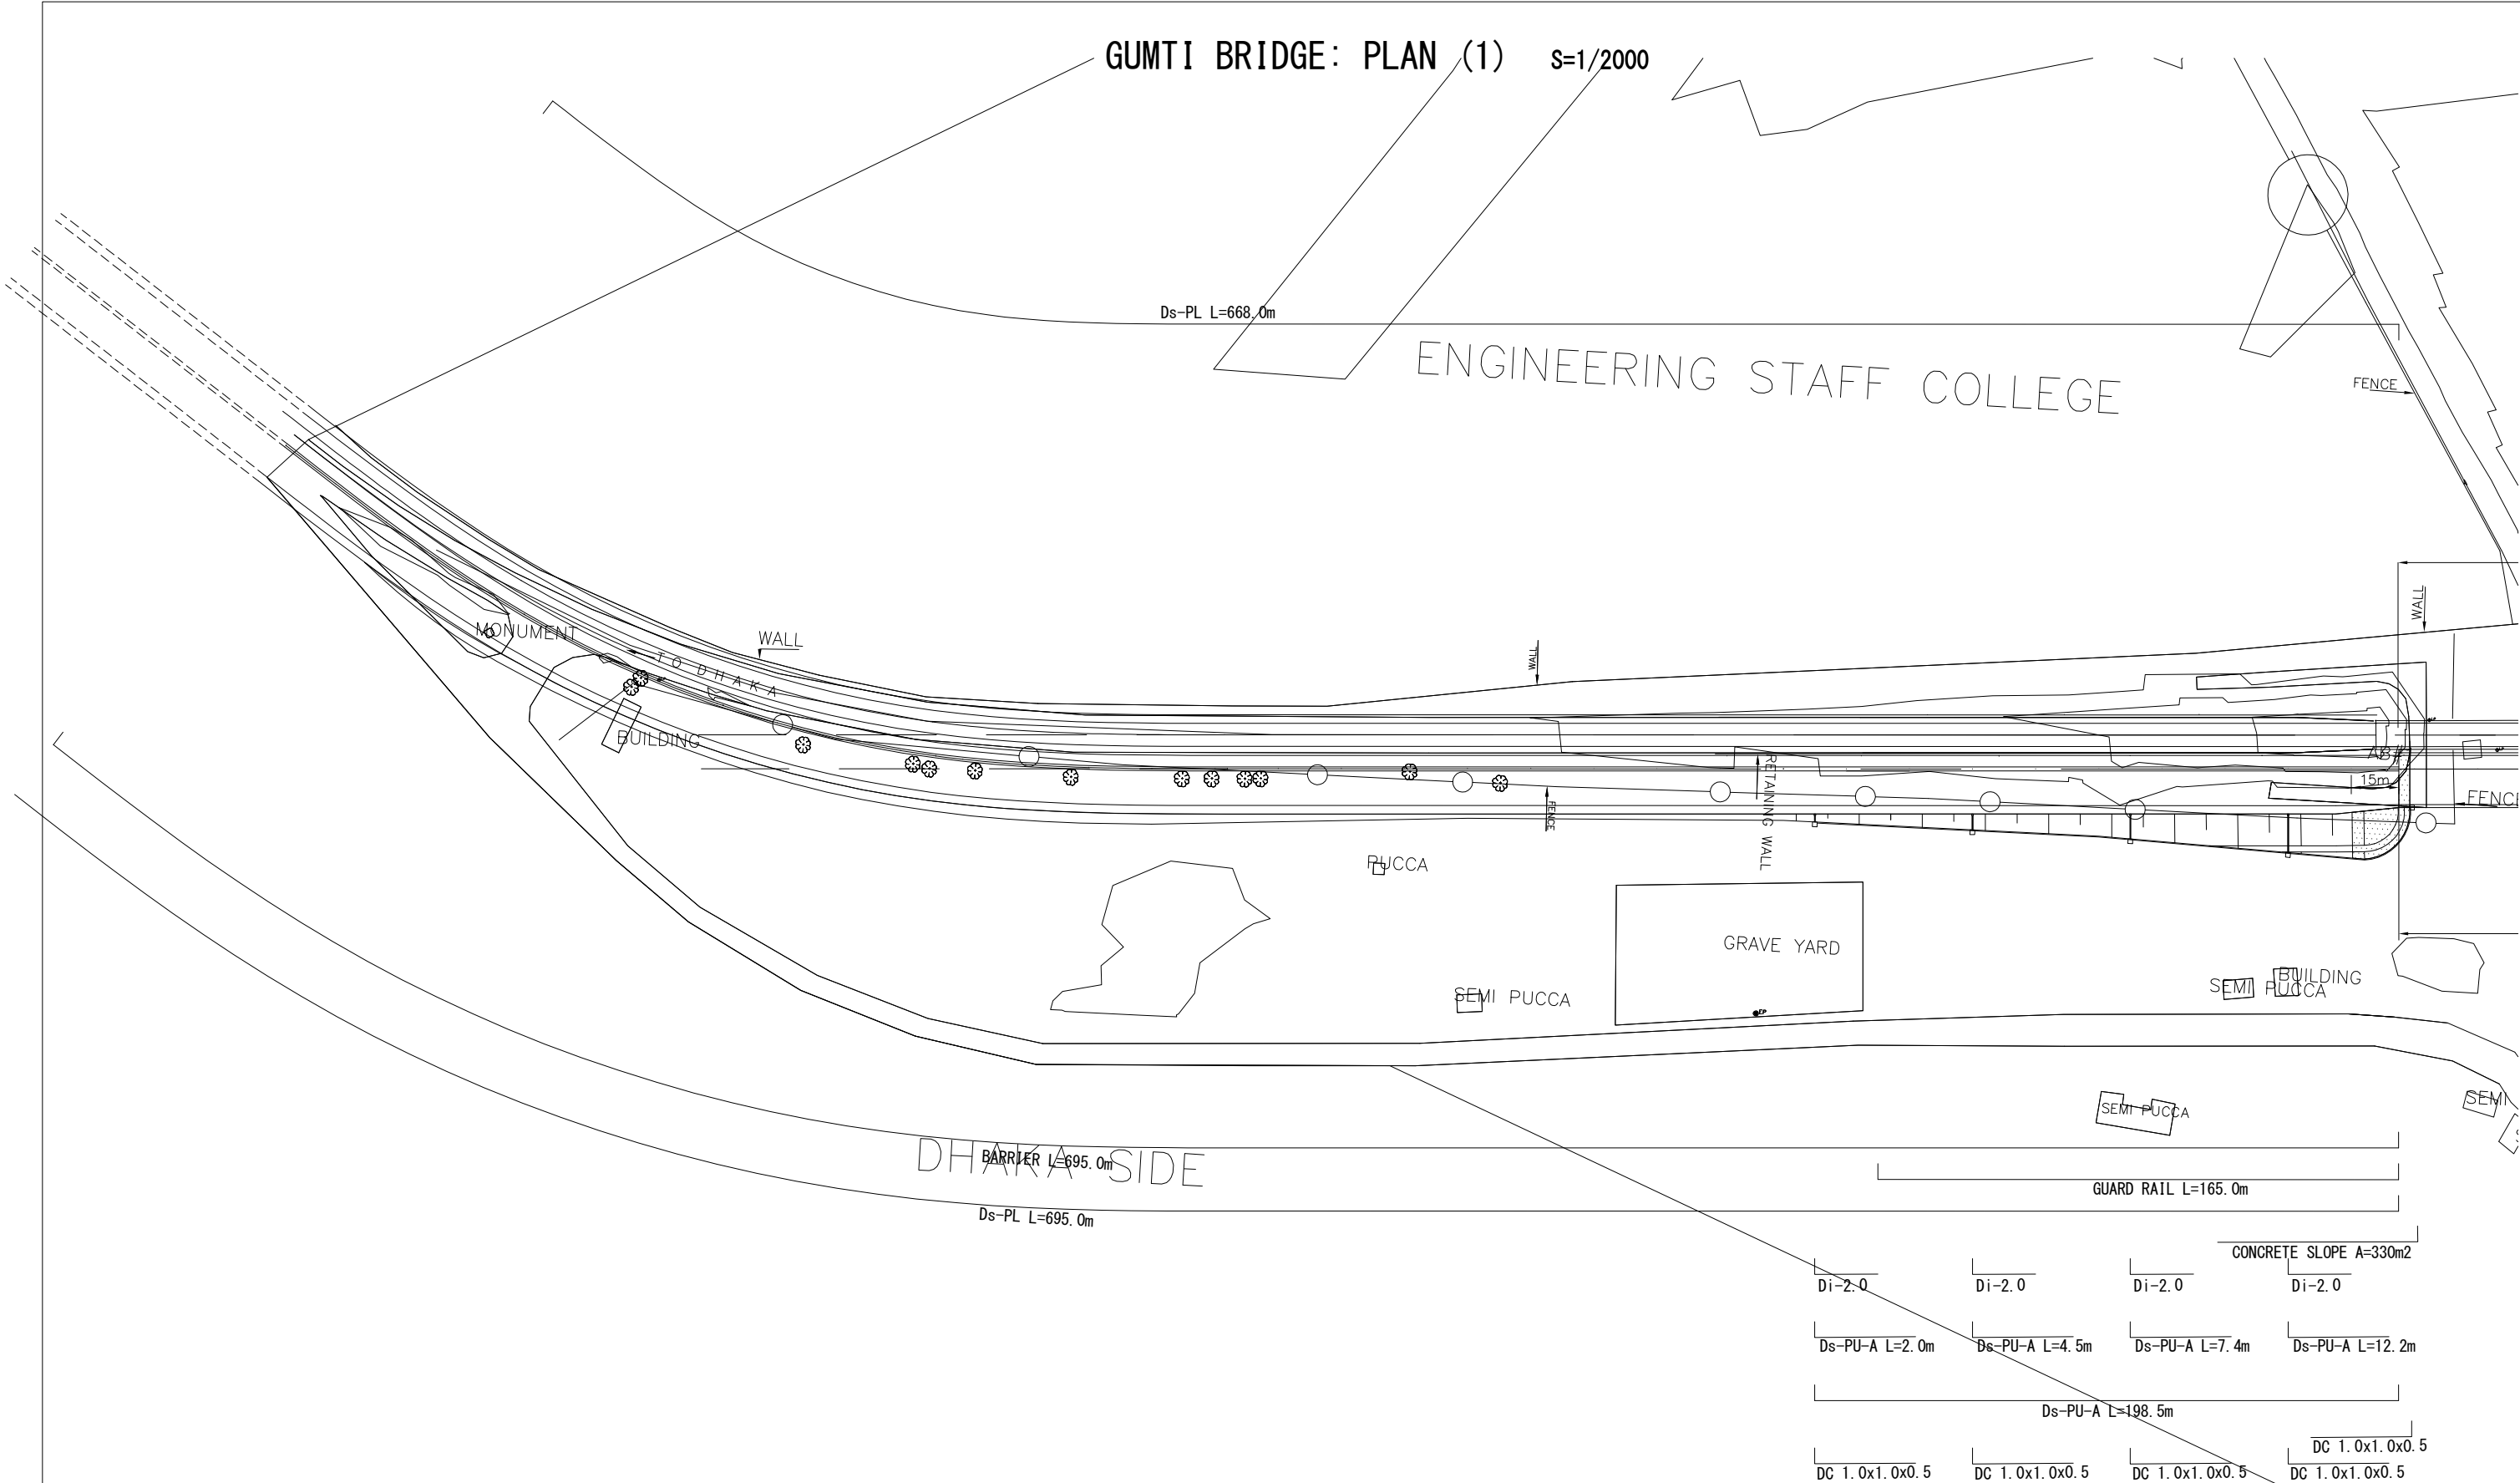 GUMTI BRIDGE: PLAN (1) S=1/2000
Ds-PL L=668.0m
ENGINEERING STAFF COLLEGE
FENCE
WALL
MONUMENT
WALL
TO DHAKA
WALL
BUILDING
15m
FENCE
RETAINING WALL
FENCE
PUCCA
GRAVE YARD
SEMI PUCCA
BUILDING
SEMI PUCCA
EP
SEMI PUCCA
SEMI
DHAKA SIDE
BARRIER L=695.0m
GUARD RAIL L=165.0m
Ds-PL L=695.0m
CONCRETE SLOPE A=330m2
Di-2.0 Di-2.0 Di-2.0 Di-2.0
Ds-PU-A L=2.0m Ds-PU-A L=4.5m Ds-PU-A L=7.4m Ds-PU-A L=12.2m
Ds-PU-A L=198.5m
DC 1.0x1.0x0.5
DC 1.0x1.0x0.5 DC 1.0x1.0x0.5 DC 1.0x1.0x0.5 DC 1.0x1.0x0.5